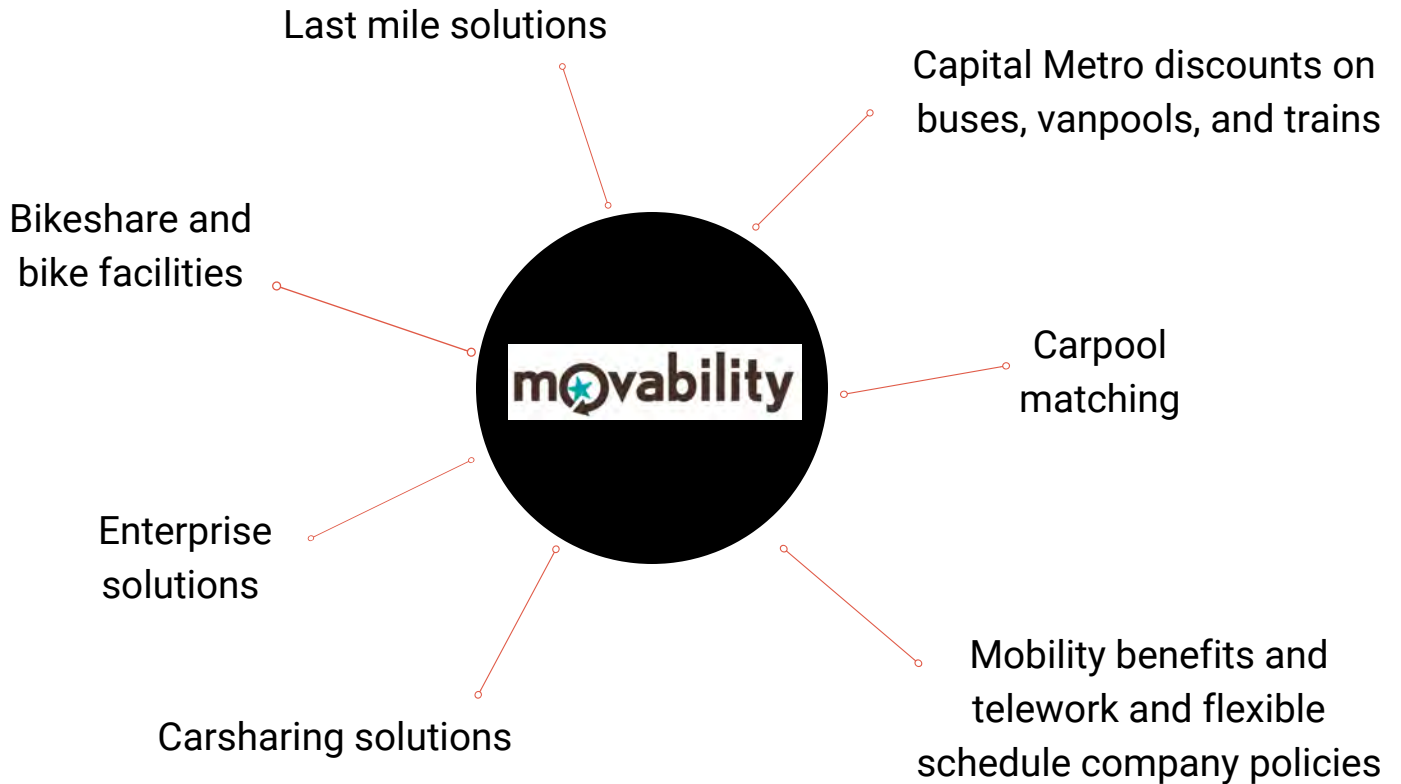 Last mile solutions
Capital Metro discounts on
buses, vanpools, and trains
Bikeshare and
bike facilities
movability
Carpool
matching
Enterprise
solutions
Carsharing solutions
Mobility benefits and
telework and flexible
schedule company policies